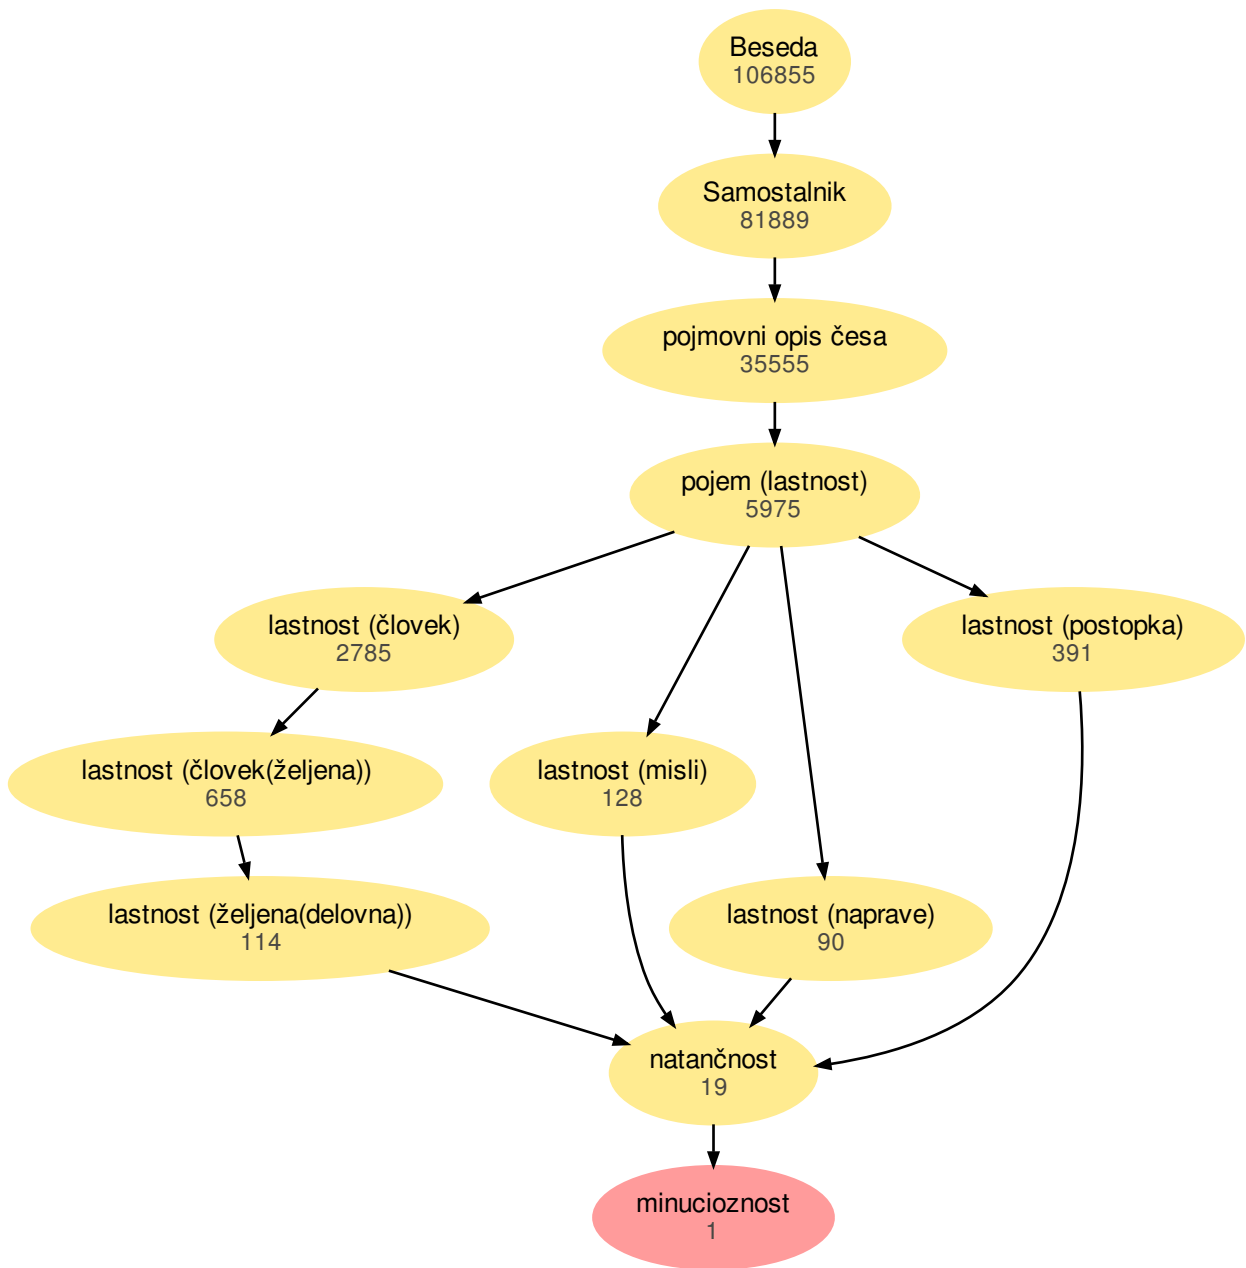 Beseda
106855
Samostalnik
81889
pojmovni opis česa
35555
pojem (lastnost)
5975
lastnost (človek)
2785
lastnost (postopka)
391
lastnost (človek(željena))
658
lastnost (misli)
128
lastnost (željena(delovna))
114
lastnost (naprave)
90
natančnost
19
minucioznost
1